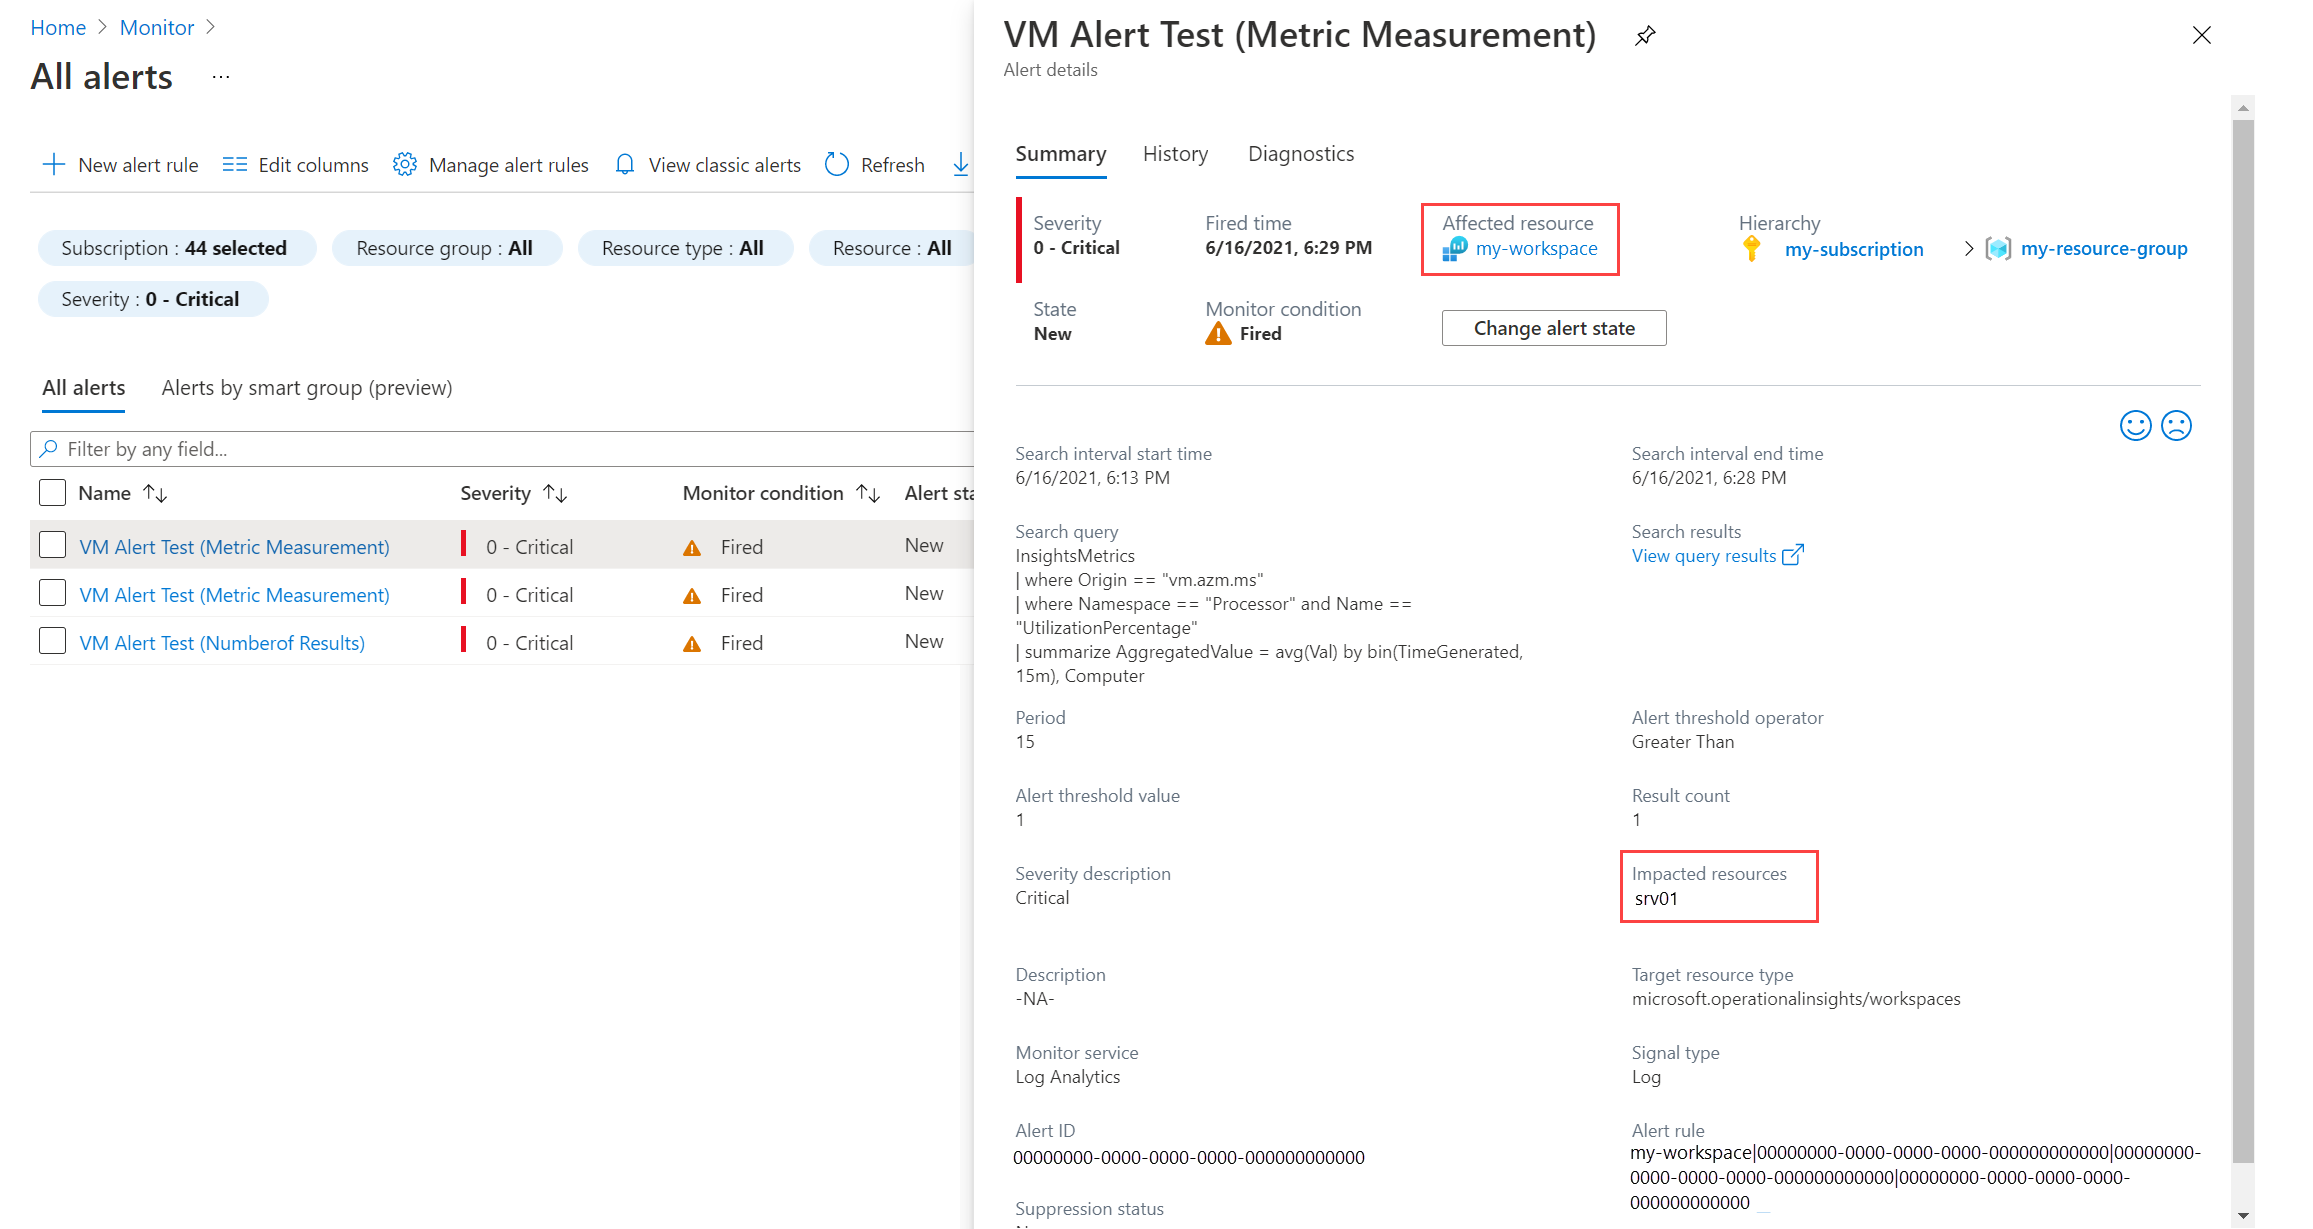 Home > Monitor >
All alerts ...
New alert rule Edit columns Manage alert rules View classic alerts Refresh
Subscription : 44 selected Resource group : All Resource type : All Resource : All
Severity : 0 - Critical
All alerts Alerts by smart group (preview)
Filter by any field...
Name Severity Monitor condition Alert sta
VM Alert Test (Metric Measurement) 0 - Critical Fired New
VM Alert Test (Metric Measurement) 0 - Critical Fired New
VM Alert Test (Numberof Results) 0 - Critical Fired New
VM Alert Test (Metric Measurement)
Alert details
Summary History Diagnostics
Severity Fired time Affected resource Hierarchy
0 - Critical 6/16/2021, 6:29 PM my-workspace my-subscription > my-resource-group
State Monitor condition
New Fired Change alert state
Search interval start time Search interval end time
6/16/2021, 6:13 PM 6/16/2021, 6:28 PM
Search query Search results
InsightsMetrics View query results
| where Origin == "vm.azm.ms"
| where Namespace == "Processor" and Name ==
"UtilizationPercentage"
| summarize AggregatedValue = avg(Val) by bin(TimeGenerated,
15m), Computer
Period Alert threshold operator
15 Greater Than
Alert threshold value Result count
1 1
Severity description Impacted resources
Critical srv01
Description Target resource type
-NA- microsoft.operationalinsights/workspaces
Monitor service Signal type
Log Analytics Log
Alert ID Alert rule
00000000-0000-0000-0000-000000000000 my-workspace|00000000-0000-0000-0000-000000000000|00000000-
0000-0000-0000-000000000000|00000000-0000-0000-0000-
000000000000
Suppression status